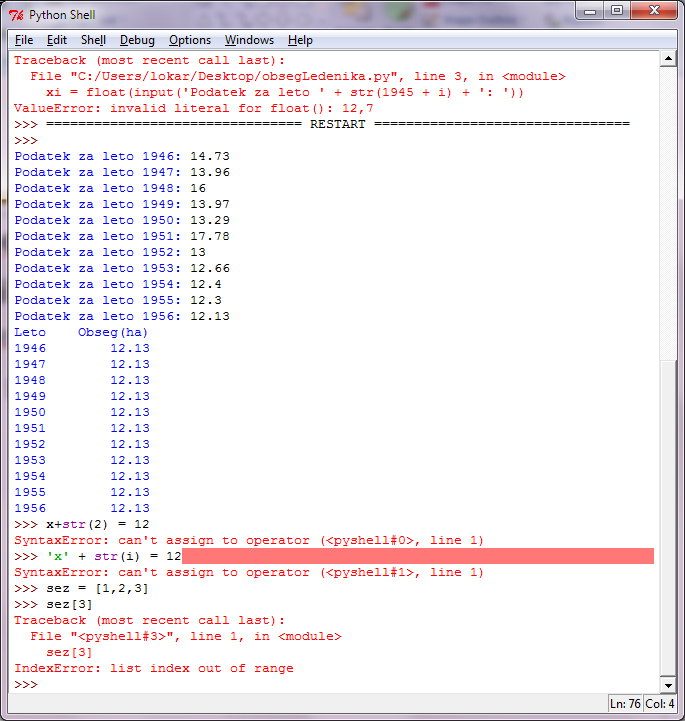 Python Shell
File Edit Shell Debug Options Windows Help
Traceback (most recent call last):
  File "C:/Users/lokar/Desktop/obsegLedenika.py", line 3, in <module>
    xi = float(input('Podatek za leto ' + str(1945 + i) + ': '))
ValueError: invalid literal for float(): 12,7
>>> ================================ RESTART ================================
>>>
Podatek za leto 1946: 14.73
Podatek za leto 1947: 13.96
Podatek za leto 1948: 16
Podatek za leto 1949: 13.97
Podatek za leto 1950: 13.29
Podatek za leto 1951: 17.78
Podatek za leto 1952: 13
Podatek za leto 1953: 12.66
Podatek za leto 1954: 12.4
Podatek za leto 1955: 12.3
Podatek za leto 1956: 12.13
Leto    Obseg(ha)
1946        12.13
1947        12.13
1948        12.13
1949        12.13
1950        12.13
1951        12.13
1952        12.13
1953        12.13
1954        12.13
1955        12.13
1956        12.13
>>> x+str(2) = 12
SyntaxError: can't assign to operator (<pyshell#0>, line 1)
>>> 'x' + str(i) = 12
SyntaxError: can't assign to operator (<pyshell#1>, line 1)
>>> sez = [1,2,3]
>>> sez[3]
Traceback (most recent call last):
  File "<pyshell#3>", line 1, in <module>
    sez[3]
IndexError: list index out of range
>>>
Ln: 76 Col: 4